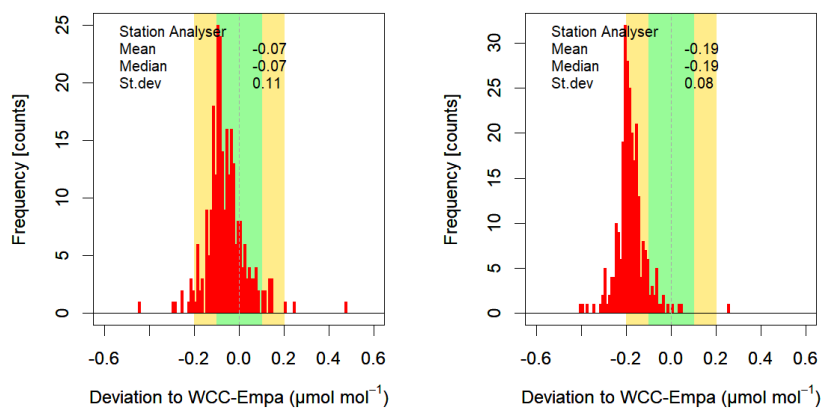 Station Analyser
Mean -0.07
Median -0.07
St.dev 0.11
Frequency [counts]
25
20
15
10
5
0
-0.6 -0.2 0.0 0.2 0.4 0.6
Deviation to WCC-Empa (µmol mol⁻¹)
Station Analyser
Mean -0.19
Median -0.19
St.dev 0.08
Frequency [counts]
30
20
10
0
-0.6 -0.2 0.0 0.2 0.4 0.6
Deviation to WCC-Empa (µmol mol⁻¹)